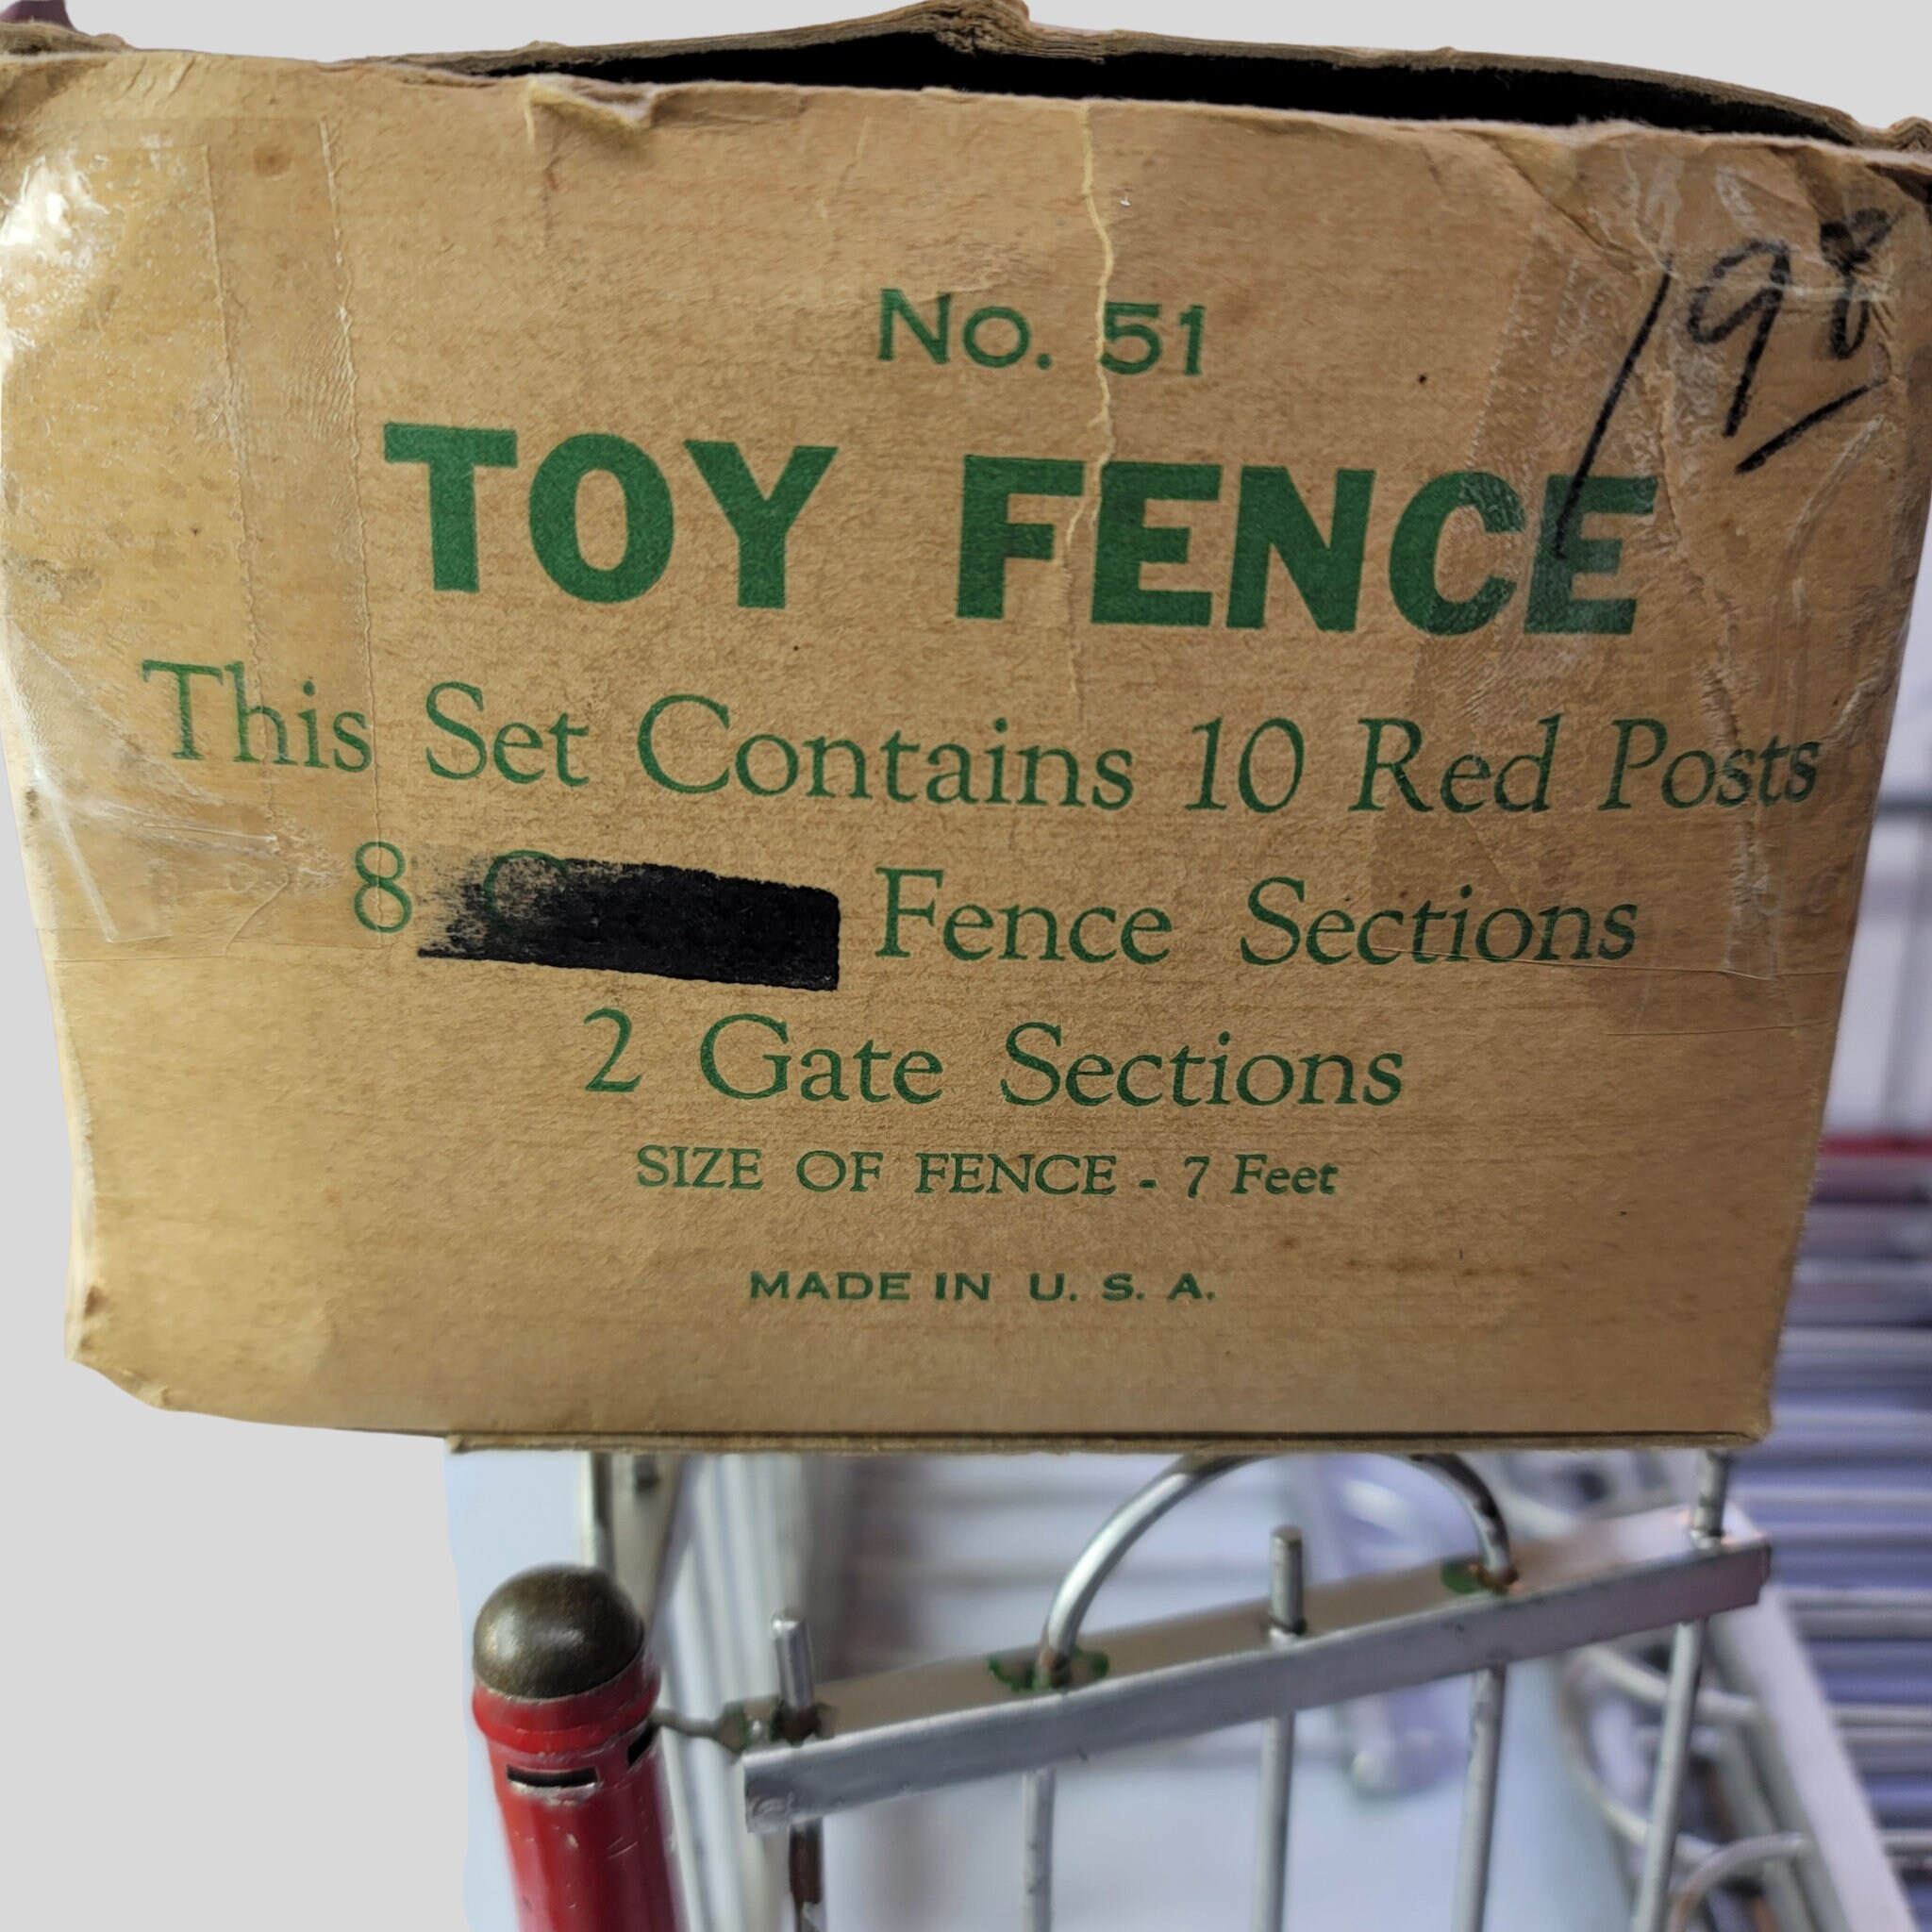 No. 51
198
TOY FENCE
This Set Contains 10 Red Posts
8 Fence Sections
2 Gate Sections
SIZE OF FENCE - 7 Feet
MADE IN U. S. A.